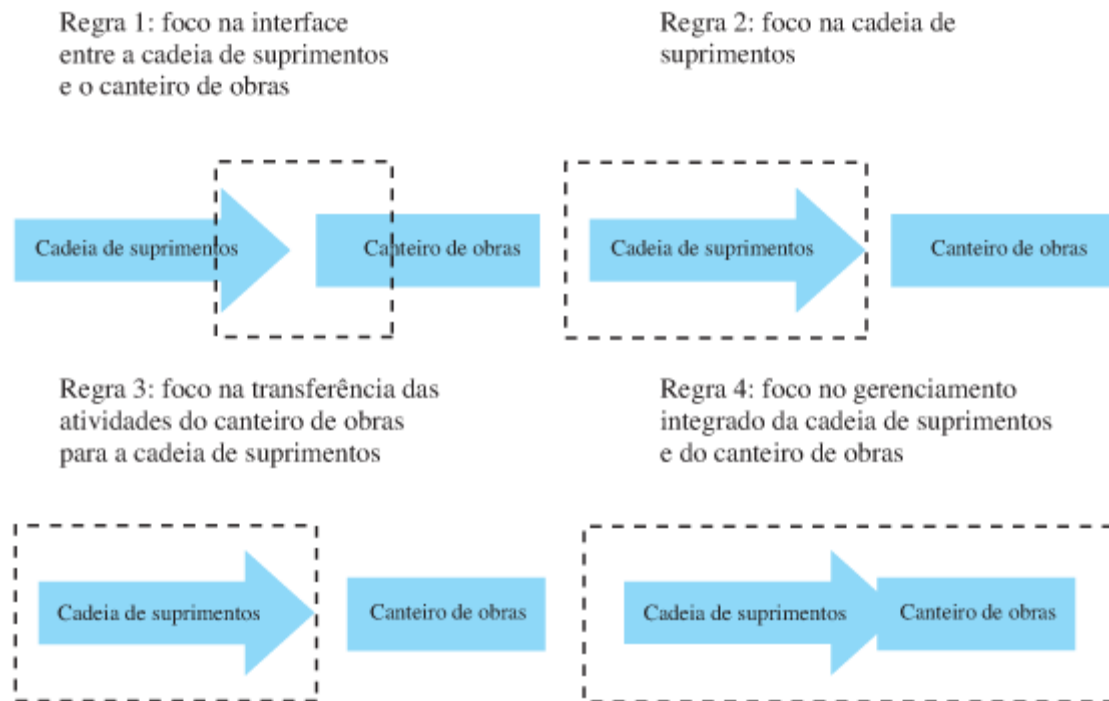 Regra 1: foco na interface
entre a cadeia de suprimentos
e o canteiro de obras
Cadeia de suprimentos
Canteiro de obras
Regra 2: foco na cadeia de
suprimentos
Cadeia de suprimentos
Canteiro de obras
Regra 3: foco na transferência das
atividades do canteiro de obras
para a cadeia de suprimentos
Cadeia de suprimentos
Canteiro de obras
Regra 4: foco no gerenciamento
integrado da cadeia de suprimentos
e do canteiro de obras
Cadeia de suprimentos
Canteiro de obras